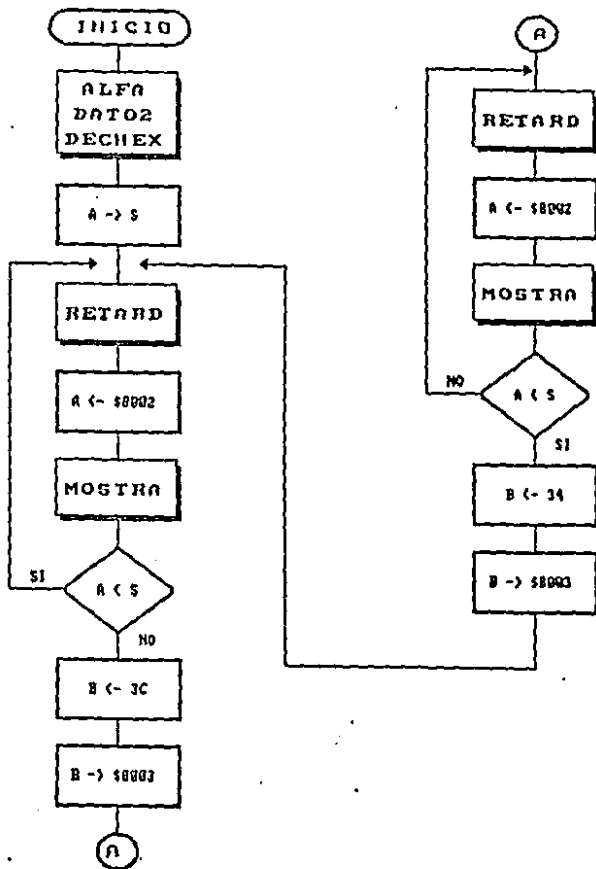 INICIO
ALFA
DATO2
DECHEX
A -> S
RETARD
A <- $8002
MOSTRA
SI
A < S
NO
B <- 3C
B -> $8003
A
A
RETARD
A <- $8002
MOSTRA
NO
A < S
SI
B <- 34
B -> $8003